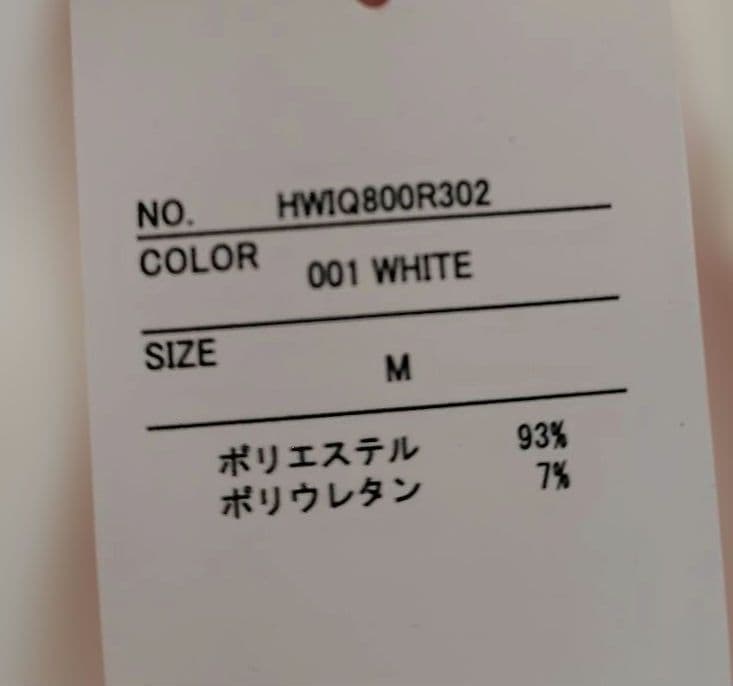 NO. HWIQ800R302
COLOR 001 WHITE
SIZE M
ポリエステル 93%
ポリウレタン 7%